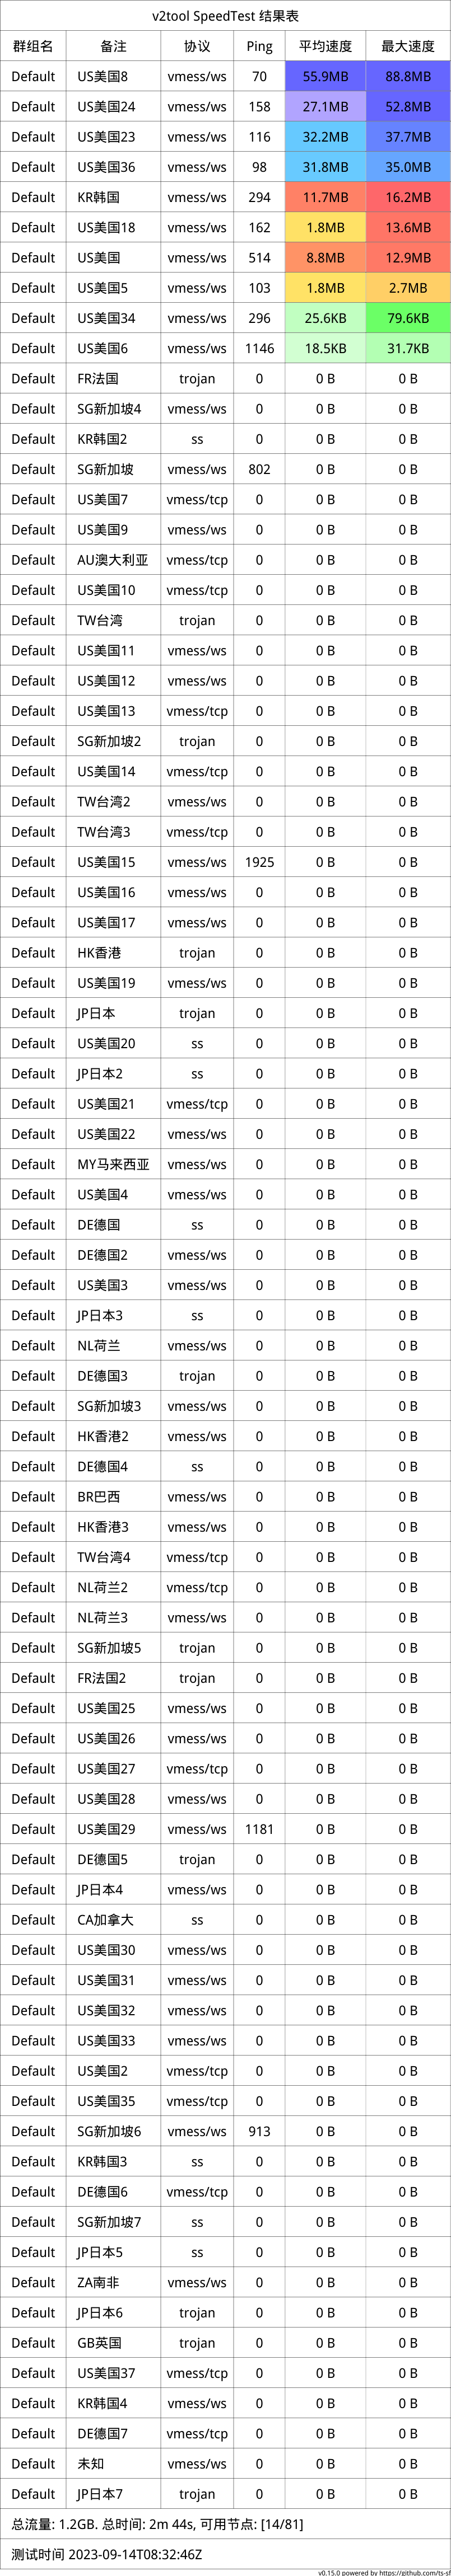 v2tool SpeedTest 结果表
群组名 备注 协议 Ping 平均速度 最大速度
Default US美国8 vmess/ws 70 55.9MB 88.8MB
Default US美国24 vmess/ws 158 27.1MB 52.8MB
Default US美国23 vmess/ws 116 32.2MB 37.7MB
Default US美国36 vmess/ws 98 31.8MB 35.0MB
Default KR韩国 vmess/ws 294 11.7MB 16.2MB
Default US美国18 vmess/ws 162 1.8MB 13.6MB
Default US美国 vmess/ws 514 8.8MB 12.9MB
Default US美国5 vmess/ws 103 1.8MB 2.7MB
Default US美国34 vmess/ws 296 25.6KB 79.6KB
Default US美国6 vmess/ws 1146 18.5KB 31.7KB
Default FR法国 trojan 0 0 B 0 B
Default SG新加坡4 vmess/ws 0 0 B 0 B
Default KR韩国2 ss 0 0 B 0 B
Default SG新加坡 vmess/ws 802 0 B 0 B
Default US美国7 vmess/tcp 0 0 B 0 B
Default US美国9 vmess/ws 0 0 B 0 B
Default AU澳大利亚 vmess/tcp 0 0 B 0 B
Default US美国10 vmess/tcp 0 0 B 0 B
Default TW台湾 trojan 0 0 B 0 B
Default US美国11 vmess/ws 0 0 B 0 B
Default US美国12 vmess/ws 0 0 B 0 B
Default US美国13 vmess/tcp 0 0 B 0 B
Default SG新加坡2 trojan 0 0 B 0 B
Default US美国14 vmess/tcp 0 0 B 0 B
Default TW台湾2 vmess/ws 0 0 B 0 B
Default TW台湾3 vmess/tcp 0 0 B 0 B
Default US美国15 vmess/ws 1925 0 B 0 B
Default US美国16 vmess/ws 0 0 B 0 B
Default US美国17 vmess/ws 0 0 B 0 B
Default HK香港 trojan 0 0 B 0 B
Default US美国19 vmess/ws 0 0 B 0 B
Default JP日本 trojan 0 0 B 0 B
Default US美国20 ss 0 0 B 0 B
Default JP日本2 ss 0 0 B 0 B
Default US美国21 vmess/tcp 0 0 B 0 B
Default US美国22 vmess/ws 0 0 B 0 B
Default MY马来西亚 vmess/ws 0 0 B 0 B
Default US美国4 vmess/ws 0 0 B 0 B
Default DE德国 ss 0 0 B 0 B
Default DE德国2 vmess/ws 0 0 B 0 B
Default US美国3 vmess/ws 0 0 B 0 B
Default JP日本3 ss 0 0 B 0 B
Default NL荷兰 vmess/ws 0 0 B 0 B
Default DE德国3 trojan 0 0 B 0 B
Default SG新加坡3 vmess/ws 0 0 B 0 B
Default HK香港2 vmess/ws 0 0 B 0 B
Default DE德国4 ss 0 0 B 0 B
Default BR巴西 vmess/ws 0 0 B 0 B
Default HK香港3 vmess/ws 0 0 B 0 B
Default TW台湾4 vmess/tcp 0 0 B 0 B
Default NL荷兰2 vmess/tcp 0 0 B 0 B
Default NL荷兰3 vmess/ws 0 0 B 0 B
Default SG新加坡5 trojan 0 0 B 0 B
Default FR法国2 trojan 0 0 B 0 B
Default US美国25 vmess/ws 0 0 B 0 B
Default US美国26 vmess/ws 0 0 B 0 B
Default US美国27 vmess/tcp 0 0 B 0 B
Default US美国28 vmess/ws 0 0 B 0 B
Default US美国29 vmess/ws 1181 0 B 0 B
Default DE德国5 trojan 0 0 B 0 B
Default JP日本4 vmess/ws 0 0 B 0 B
Default CA加拿大 ss 0 0 B 0 B
Default US美国30 vmess/ws 0 0 B 0 B
Default US美国31 vmess/ws 0 0 B 0 B
Default US美国32 vmess/ws 0 0 B 0 B
Default US美国33 vmess/ws 0 0 B 0 B
Default US美国2 vmess/tcp 0 0 B 0 B
Default US美国35 vmess/tcp 0 0 B 0 B
Default SG新加坡6 vmess/ws 913 0 B 0 B
Default KR韩国3 ss 0 0 B 0 B
Default DE德国6 vmess/tcp 0 0 B 0 B
Default SG新加坡7 ss 0 0 B 0 B
Default JP日本5 ss 0 0 B 0 B
Default ZA南非 vmess/ws 0 0 B 0 B
Default JP日本6 trojan 0 0 B 0 B
Default GB英国 trojan 0 0 B 0 B
Default US美国37 vmess/tcp 0 0 B 0 B
Default KR韩国4 vmess/ws 0 0 B 0 B
Default DE德国7 vmess/tcp 0 0 B 0 B
Default 未知 vmess/ws 0 0 B 0 B
Default JP日本7 trojan 0 0 B 0 B
总流量: 1.2GB. 总时间: 2m 44s, 可用节点: [14/81]
测试时间 2023-09-14T08:32:46Z
v0.15.0 powered by https://github.com/ts-sf